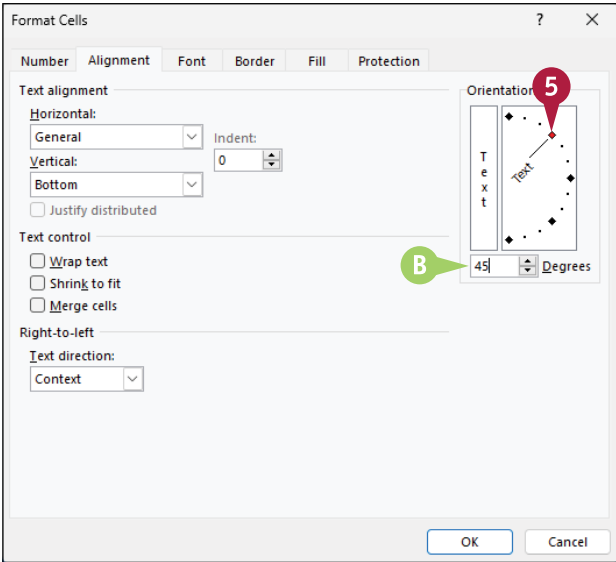 Format Cells ? ×
Number Alignment Font Border Fill Protection
Text alignment
Horizontal:
General
Indent:
0
Vertical:
Bottom
Justify distributed
Text control
Wrap text
Shrink to fit
Merge cells
Right-to-left
Text direction:
Context
Orientation
5
T
e
x
t
Text
B
45 Degrees
OK Cancel